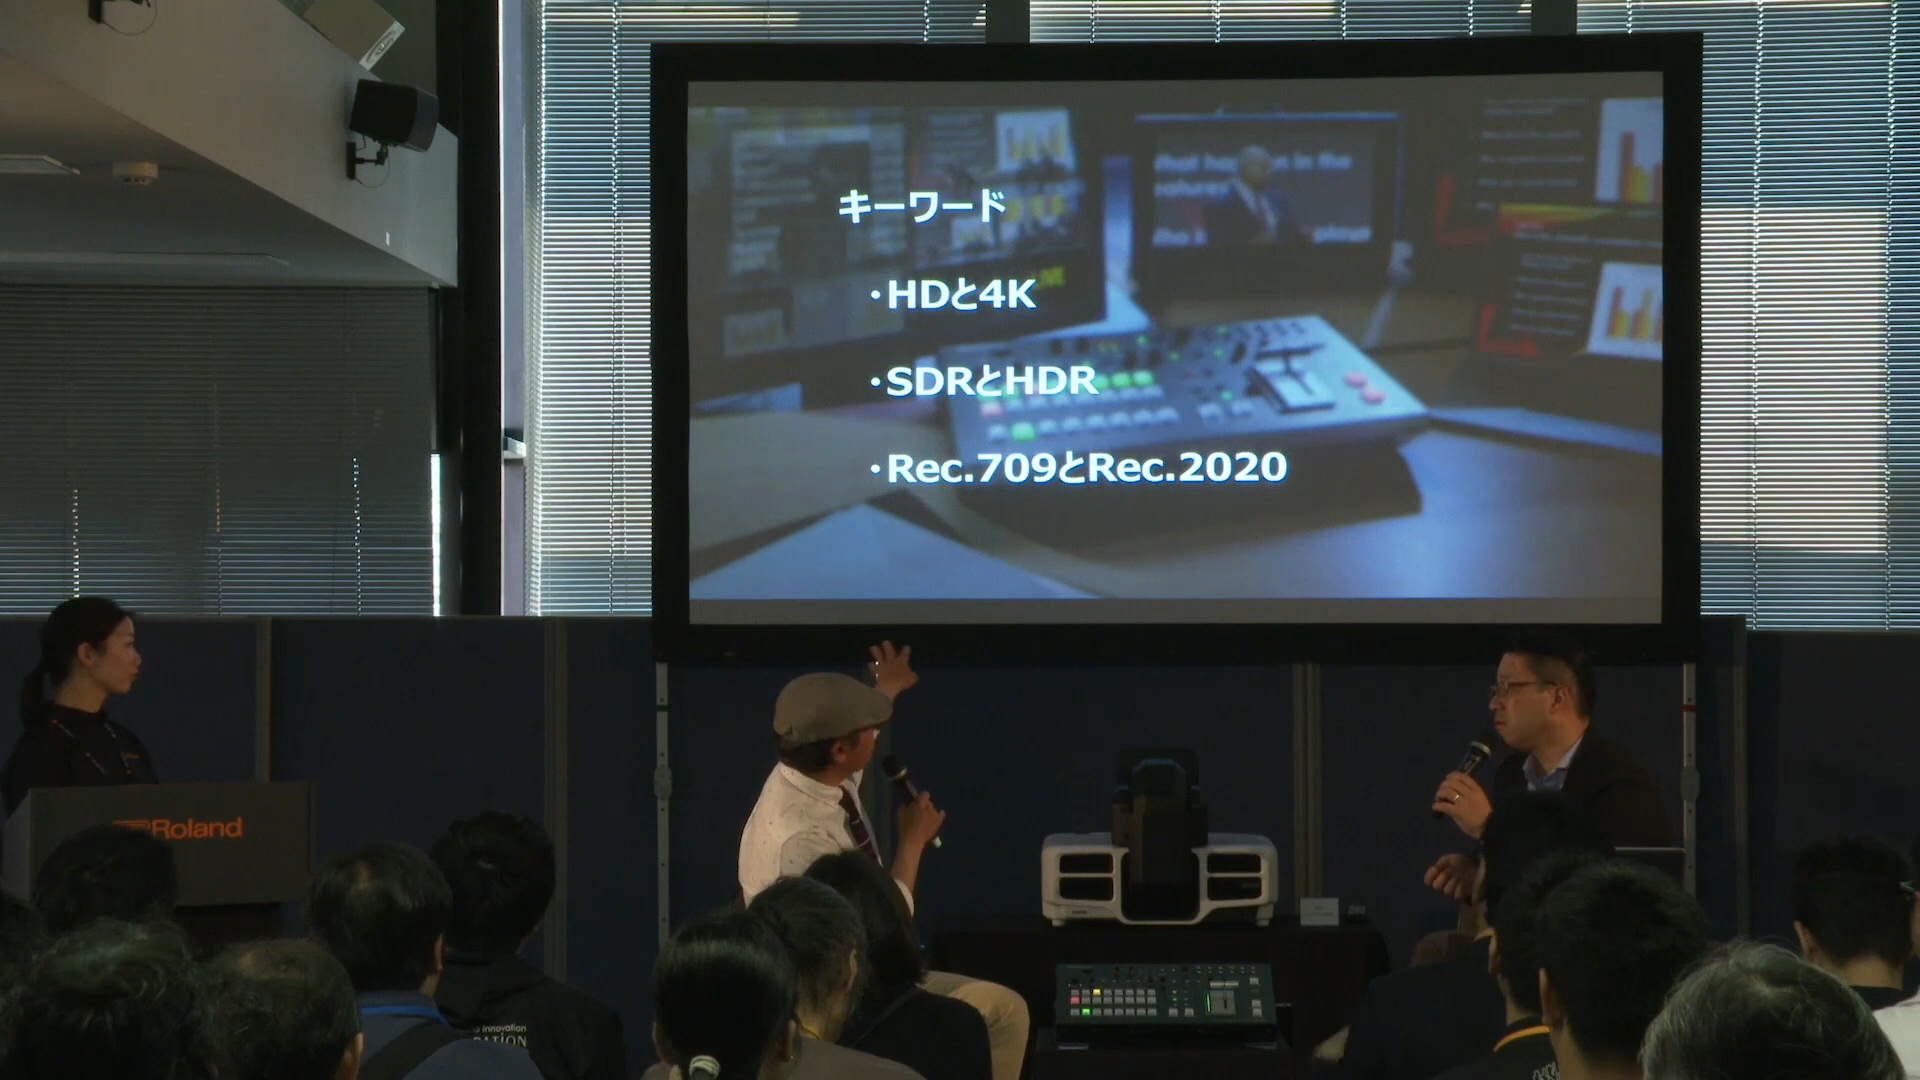 キーワード
・HDと4K
・SDRとHDR
・Rec.709とRec.2020
Roland
innovation